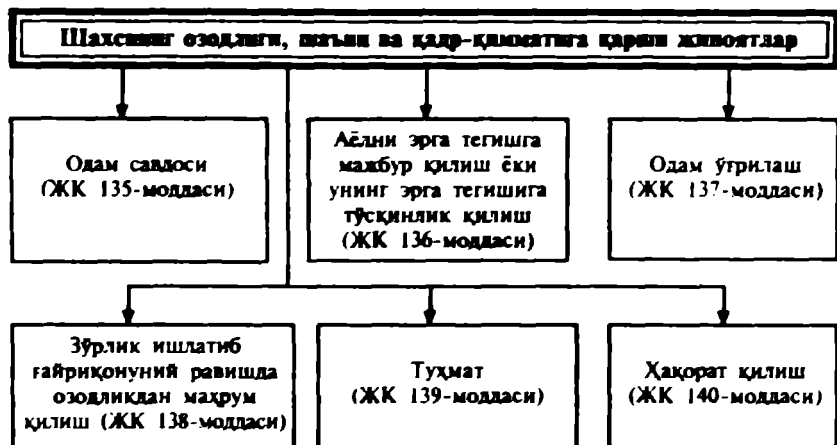 Шахснинг озодлиги, шаъни ва қадр-қимматига қарши жиноятлар
Одам савдоси
(ЖК 135-моддаси)
Аёлни эрга тегишга
мажбур қилиш ёки
унинг эрга тегишига
тўсқинлик қилиш
(ЖК 136-моддаси)
Одам ўғрилаш
(ЖК 137-моддаси)
Зўрлик ишлатиб
ғайриқонуний равишда
озодликдан маҳрум
қилиш (ЖК 138-моддаси)
Туҳмат
(ЖК 139-моддаси)
Ҳақорат қилиш
(ЖК 140-моддаси)